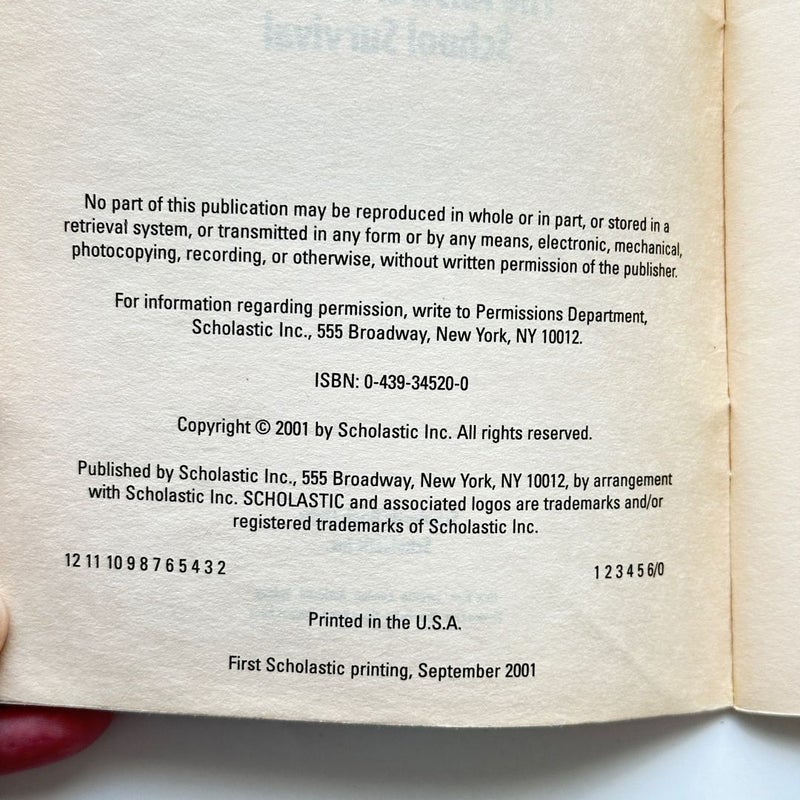 School Survival
No part of this publication may be reproduced in whole or in part, or stored in a
retrieval system, or transmitted in any form or by any means, electronic, mechanical,
photocopying, recording, or otherwise, without written permission of the publisher.
For information regarding permission, write to Permissions Department,
Scholastic Inc., 555 Broadway, New York, NY 10012.
ISBN: 0-439-34520-0
Copyright © 2001 by Scholastic Inc. All rights reserved.
Published by Scholastic Inc., 555 Broadway, New York, NY 10012, by arrangement
with Scholastic Inc. SCHOLASTIC and associated logos are trademarks and/or
registered trademarks of Scholastic Inc.
12 11 10 9 8 7 6 5 4 3 2 1 2 3 4 5 6/0
Printed in the U.S.A.
First Scholastic printing, September 2001